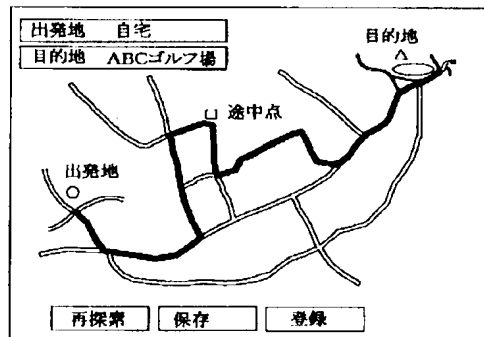 出発地 自宅
目的地 ABCゴルフ場
目的地
途中点
出発地
再探索
保存
登録